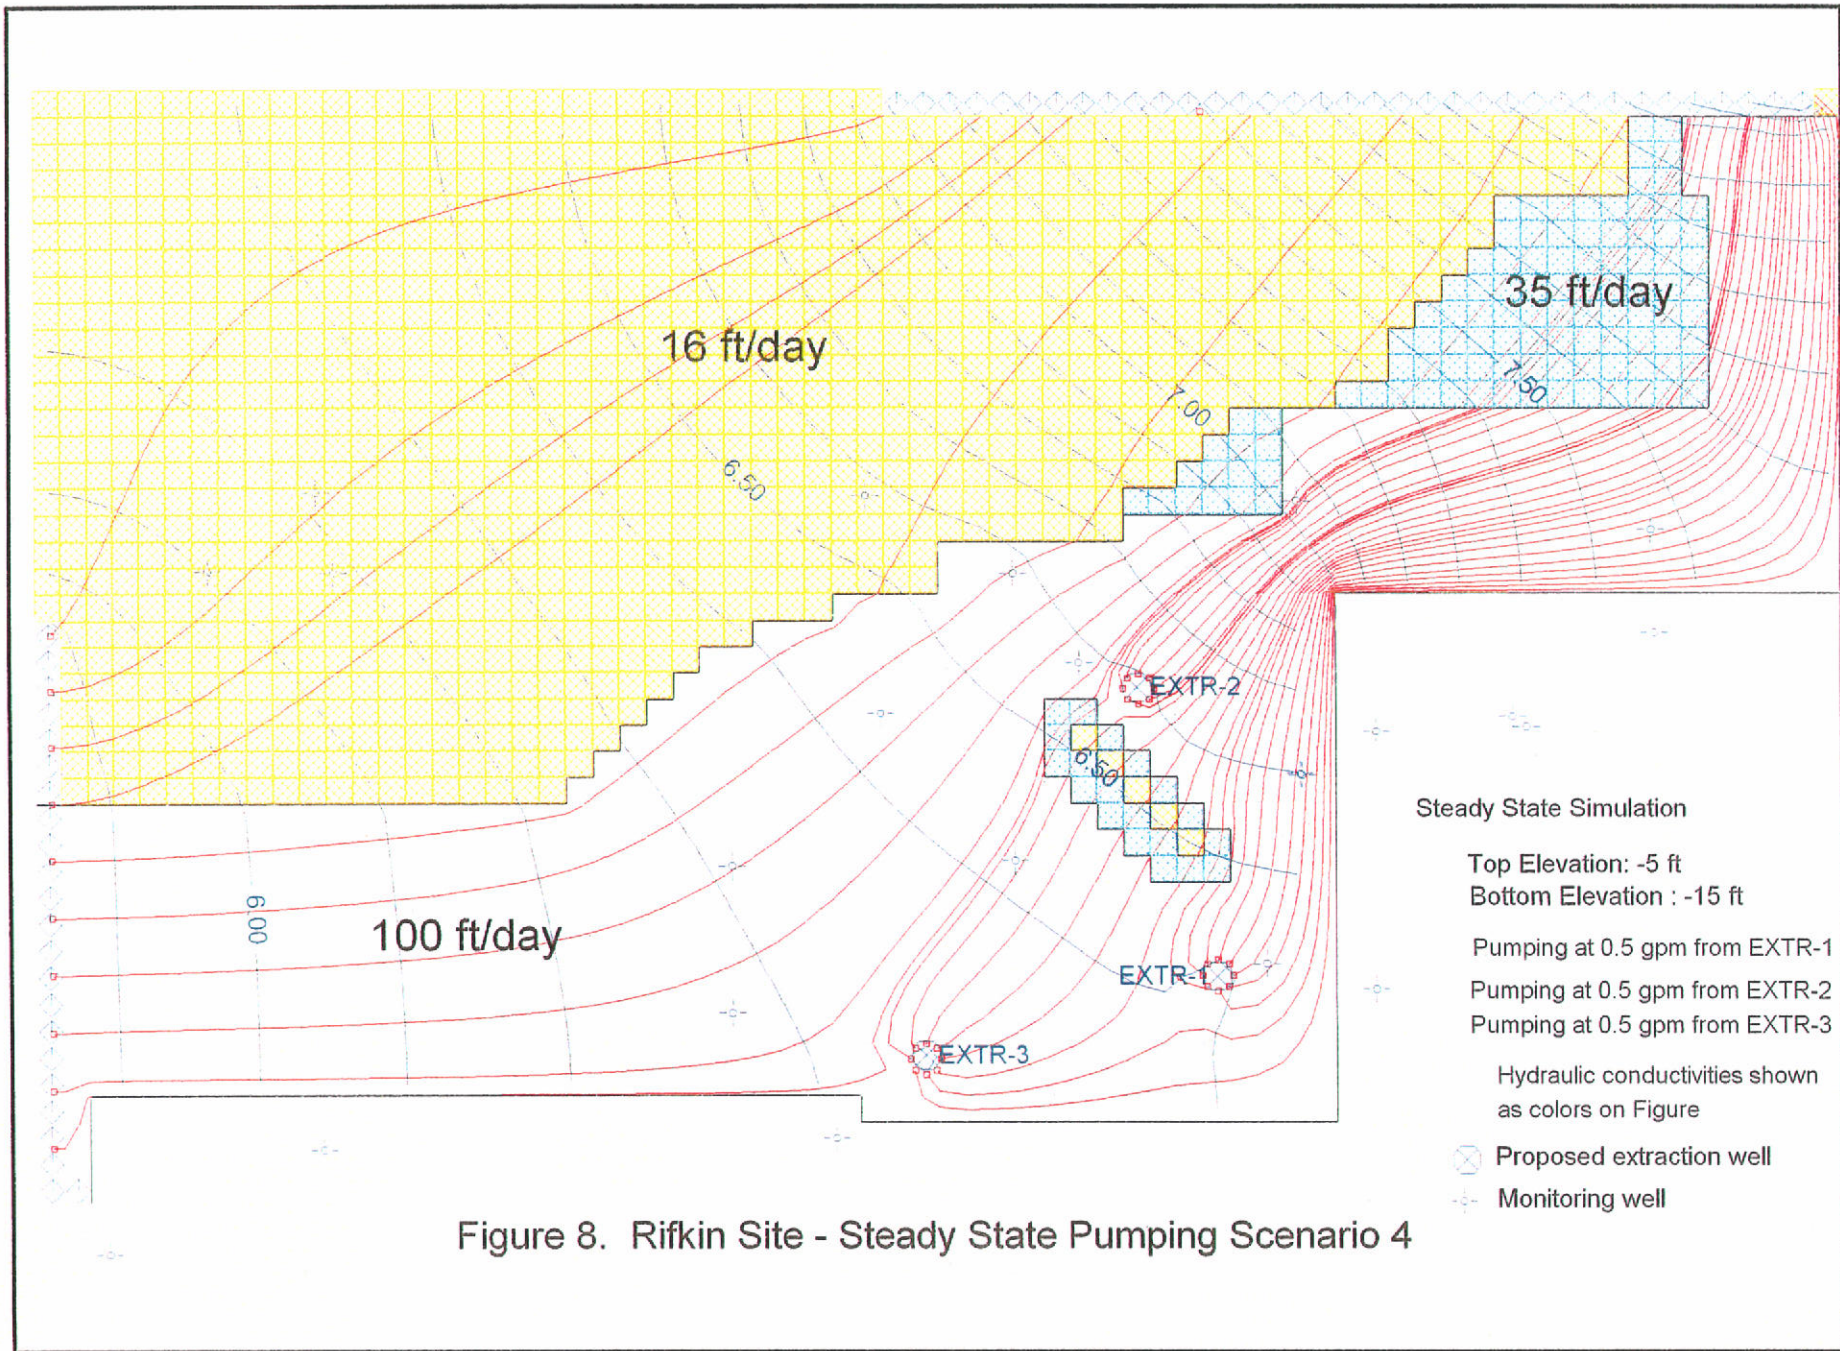 16 ft/day
35 ft/day
7.50
7.00
6.50
EXTR-2
6.50
6.00
100 ft/day
EXTR-1
EXTR-3
Steady State Simulation
Top Elevation: -5 ft
Bottom Elevation : -15 ft
Pumping at 0.5 gpm from EXTR-1
Pumping at 0.5 gpm from EXTR-2
Pumping at 0.5 gpm from EXTR-3
Hydraulic conductivities shown
as colors on Figure
Proposed extraction well
Monitoring well
Figure 8. Rifkin Site - Steady State Pumping Scenario 4